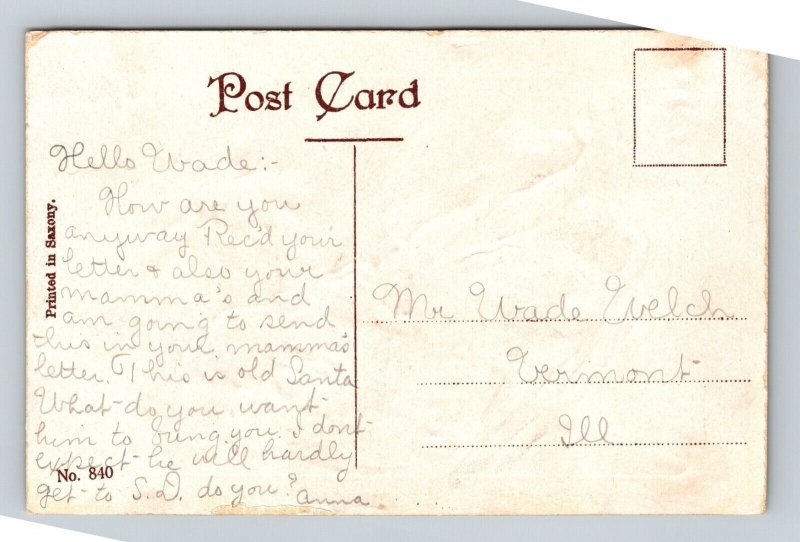 Post Card
Printed in Saxony.
Hello Wade:-
How are you
anyway Rec'd your
letter & also your
mamma's and
am going to send
this in your mamma's
letter. This is old Santa
What do you want
him to bring you. I don't
expect he will hardly
get to S.D. do you?
Anna.
No. 840
Mr Wade Welch
Vermont
Ill.